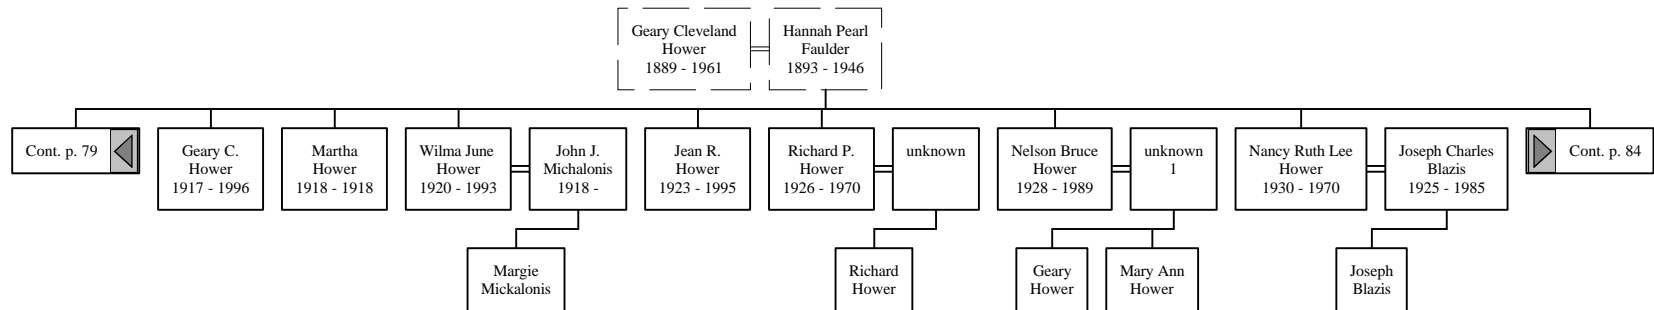 Geary Cleveland
Hower
1889 - 1961
Hannah Pearl
Faulder
1893 - 1946
Cont. p. 79
Geary C.
Hower
1917 - 1996
Martha
Hower
1918 - 1918
Wilma June
Hower
1920 - 1993
John J.
Michalonis
1918 -
Jean R.
Hower
1923 - 1995
Richard P.
Hower
1926 - 1970
unknown
Nelson Bruce
Hower
1928 - 1989
unknown
1
Nancy Ruth Lee
Hower
1930 - 1970
Joseph Charles
Blazis
1925 - 1985
Cont. p. 84
Margie
Mickalonis
Richard
Hower
Geary
Hower
Mary Ann
Hower
Joseph
Blazis